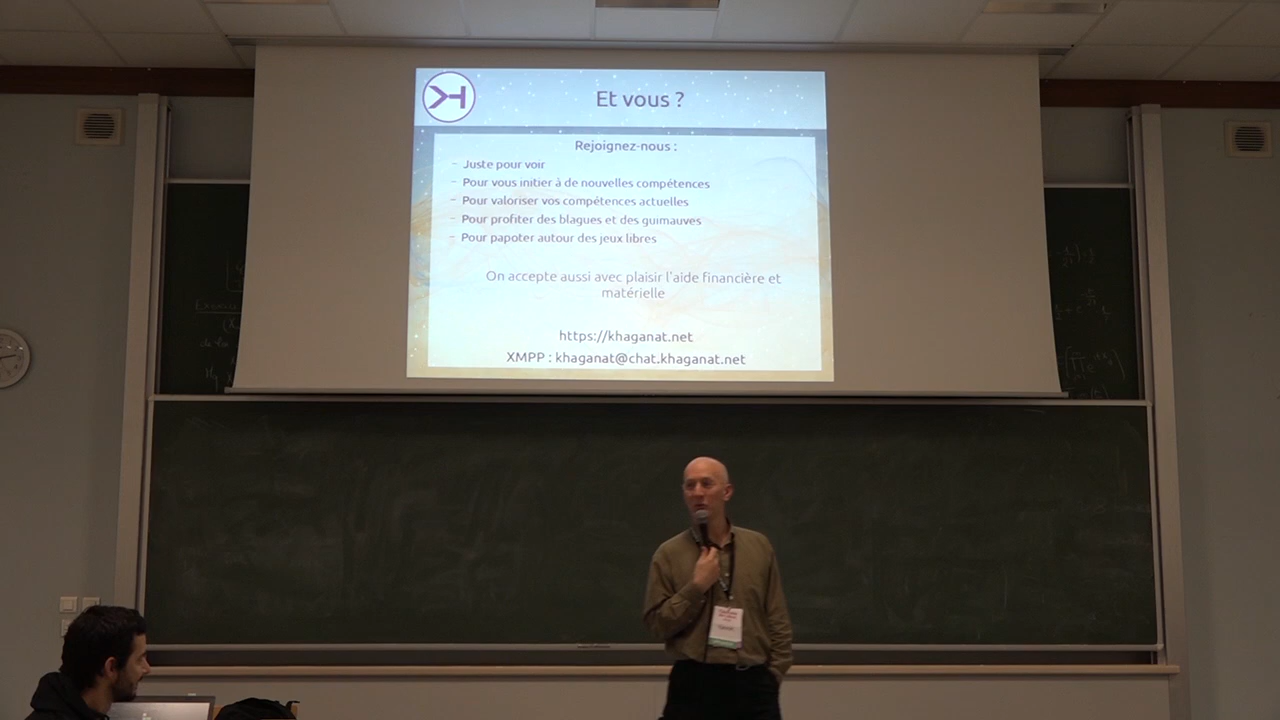 Et vous ?
Rejoignez-nous :
- Juste pour voir
- Pour vous initier à de nouvelles compétences
- Pour valoriser vos compétences actuelles
- Pour profiter des blagues et des guimauves
- Pour papoter autour des jeux libres
On accepte aussi avec plaisir l'aide financière et
matérielle
https://khaganat.net
XMPP : khaganat@chat.khaganat.net